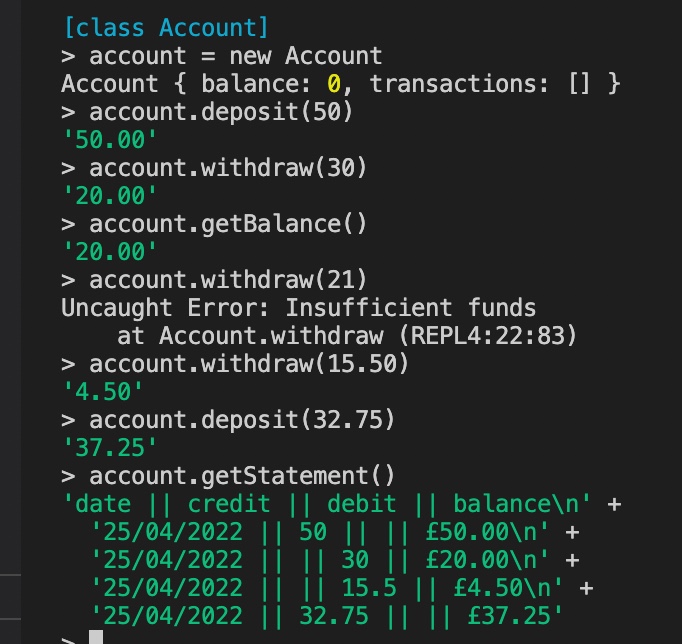 [class Account]
> account = new Account
Account { balance: 0, transactions: [] }
> account.deposit(50)
'50.00'
> account.withdraw(30)
'20.00'
> account.getBalance()
'20.00'
> account.withdraw(21)
Uncaught Error: Insufficient funds
    at Account.withdraw (REPL4:22:83)
> account.withdraw(15.50)
'4.50'
> account.deposit(32.75)
'37.25'
> account.getStatement()
'date || credit || debit || balance\n' +
  '25/04/2022 || 50 || || £50.00\n' +
  '25/04/2022 || || 30 || £20.00\n' +
  '25/04/2022 || || 15.5 || £4.50\n' +
  '25/04/2022 || 32.75 || || £37.25'
>